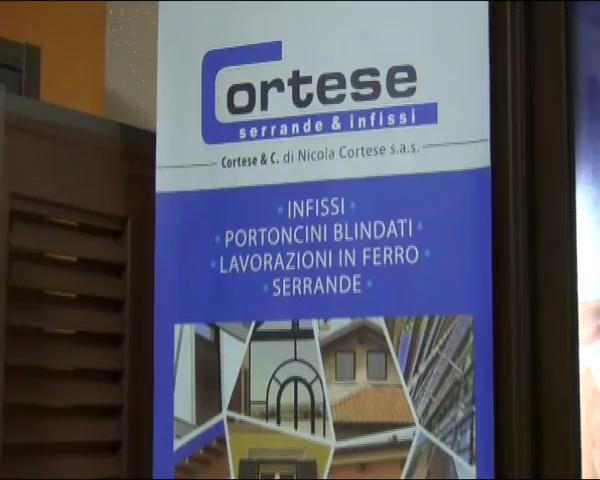 Cortese
serrande & infissi
Cortese & C. di Nicola Cortese s.a.s.
· INFISSI ·
· PORTONCINI BLINDATI ·
· LAVORAZIONI IN FERRO ·
· SERRANDE ·